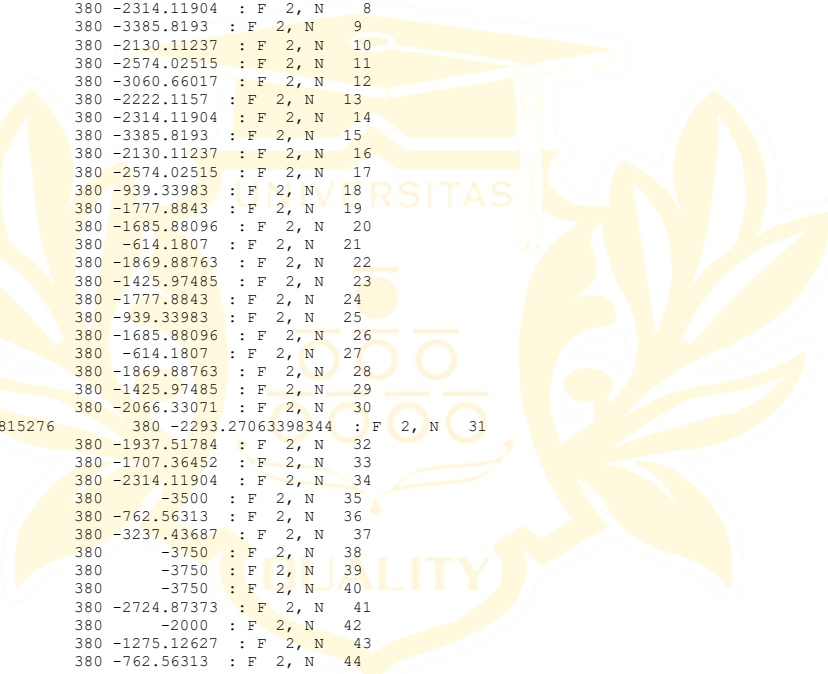 380 -2314.11904  : F  2, N    8
380 -3385.8193  : F  2, N    9
380 -2130.11237  : F  2, N   10
380 -2574.02515  : F  2, N   11
380 -3060.66017  : F  2, N   12
380 -2222.1157  : F  2, N   13
380 -2314.11904  : F  2, N   14
380 -3385.8193  : F  2, N   15
380 -2130.11237  : F  2, N   16
380 -2574.02515  : F  2, N   17
380 -939.33983  : F  2, N   18
380 -1777.8843  : F  2, N   19
380 -1685.88096  : F  2, N   20
380  -614.1807  : F  2, N   21
380 -1869.88763  : F  2, N   22
380 -1425.97485  : F  2, N   23
380 -1777.8843  : F  2, N   24
380 -939.33983  : F  2, N   25
380 -1685.88096  : F  2, N   26
380  -614.1807  : F  2, N   27
380 -1869.88763  : F  2, N   28
380 -1425.97485  : F  2, N   29
380 -2066.33071  : F  2, N   30
815276         380 -2293.27063398344  : F  2, N   31
380 -1937.51784  : F  2, N   32
380 -1707.36452  : F  2, N   33
380 -2314.11904  : F  2, N   34
380      -3500  : F  2, N   35
380 -762.56313  : F  2, N   36
380 -3237.43687  : F  2, N   37
380      -3750  : F  2, N   38
380      -3750  : F  2, N   39
380      -3750  : F  2, N   40
380 -2724.87373  : F  2, N   41
380      -2000  : F  2, N   42
380 -1275.12627  : F  2, N   43
380 -762.56313  : F  2, N   44
UNIVERSITAS
QUALITY